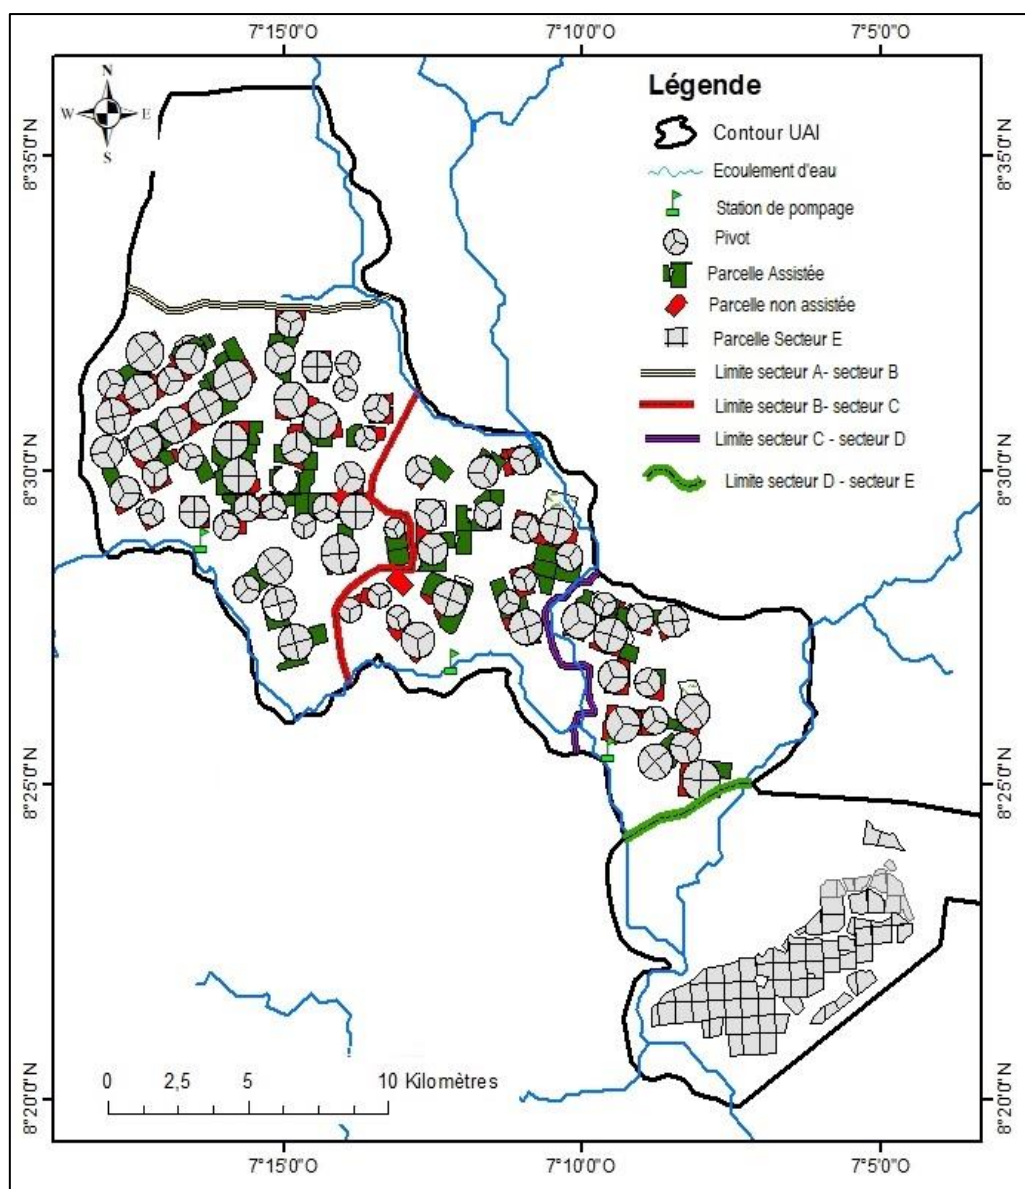 7°15'0"O
7°10'0"O
7°5'0"O
N
W
E
S
8°35'0"N
8°35'0"N
8°30'0"N
8°30'0"N
8°25'0"N
8°25'0"N
8°20'0"N
8°20'0"N
Légende
Contour UAI
Ecoulement d'eau
Station de pompage
Pivot
Parcelle Assistée
Parcelle non assistée
Parcelle Secteur E
Limite secteur A- secteur B
Limite secteur B- secteur C
Limite secteur C - secteur D
Limite secteur D - secteur E
0 2,5 5 10 Kilomètres
7°15'0"O
7°10'0"O
7°5'0"O